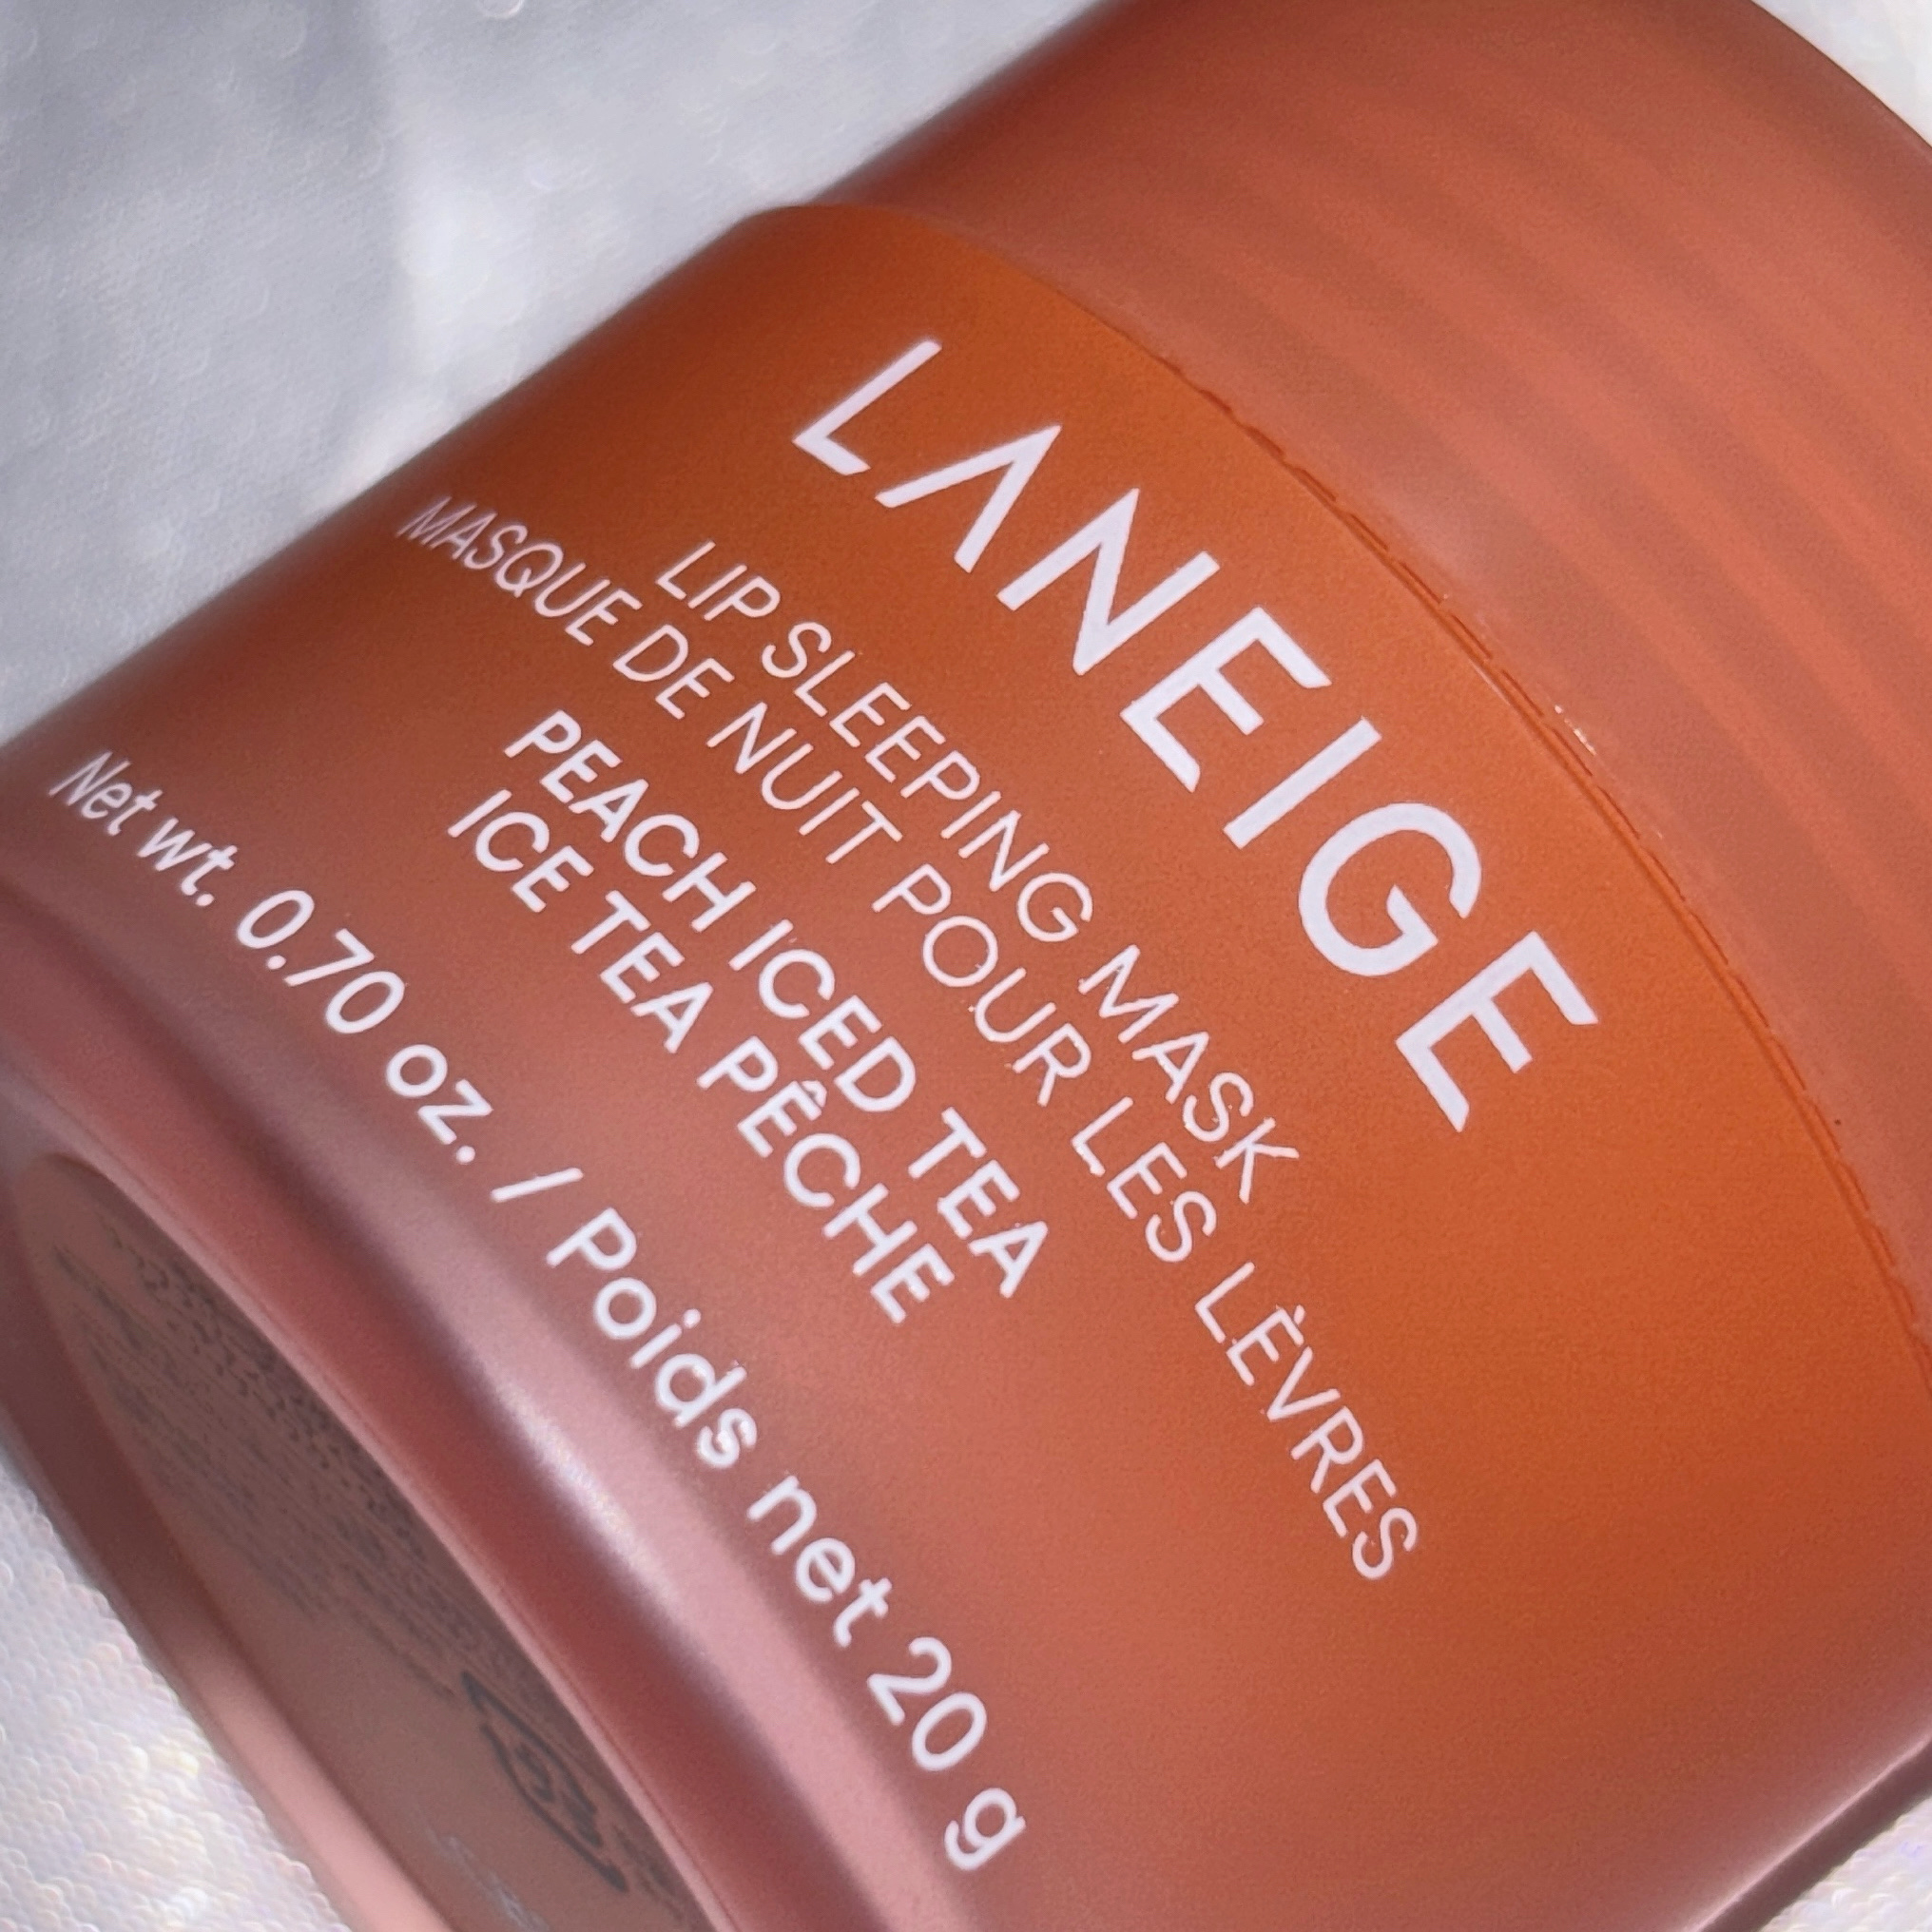 LANEIGE
LIP SLEEPING MASK
MASQUE DE NUIT POUR LES LÈVRES
PEACH ICED TEA
ICE TEA PÊCHE
Net wt. 0.70 oz. / Poids net 20 g